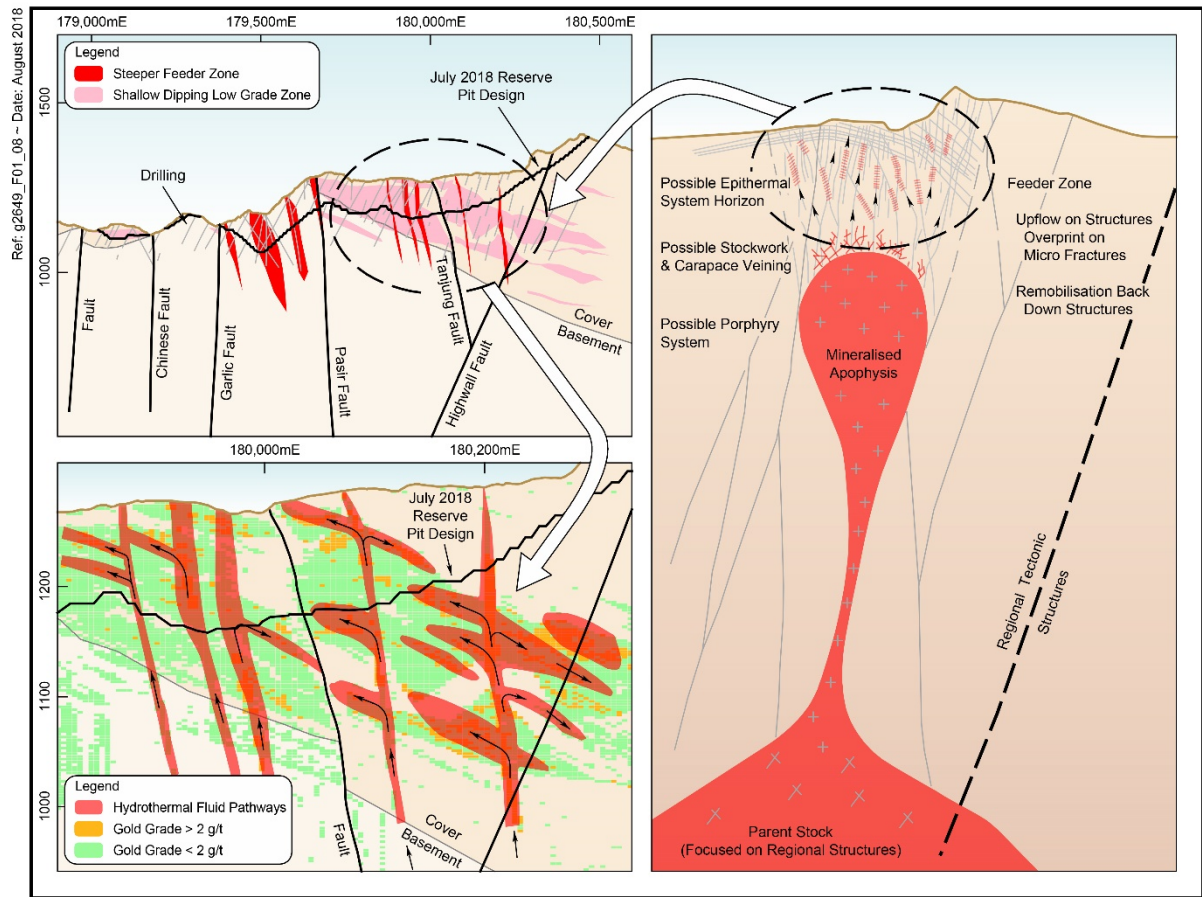 Ref: g2649_F01_08 ~ Date: August 2018
179,000mE
179,500mE
180,000mE
180,500mE
Legend
Steeper Feeder Zone
Shallow Dipping Low Grade Zone
July 2018 Reserve
Pit Design
1500
1000
Drilling
Fault
Chinese Fault
Garlic Fault
Pasir Fault
Tanjung Fault
Highwall Fault
Cover
Basement
180,000mE
180,200mE
July 2018
Reserve
Pit Design
1200
1100
1000
Fault
Cover
Basement
Legend
Hydrothermal Fluid Pathways
Gold Grade > 2 g/t
Gold Grade < 2 g/t
Possible Epithermal
System Horizon
Possible Stockwork
& Carapace Veining
Possible Porphyry
System
Feeder Zone
Upflow on Structures
Overprint on
Micro Fractures
Remobilisation Back
Down Structures
Mineralised
Apophysis
Regional Tectonic
Structures
Parent Stock
(Focused on Regional Structures)